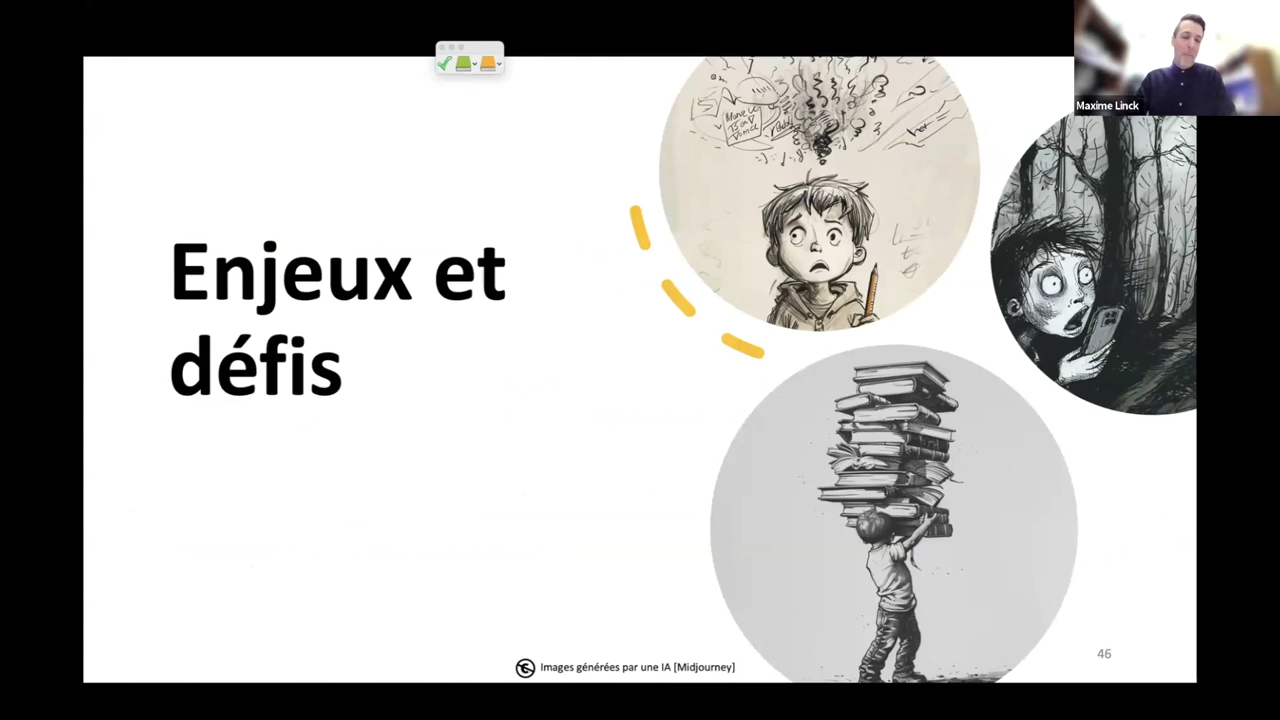 Maxime Linck
Enjeux et
défis
Images générées par une IA [Midjourney]
46